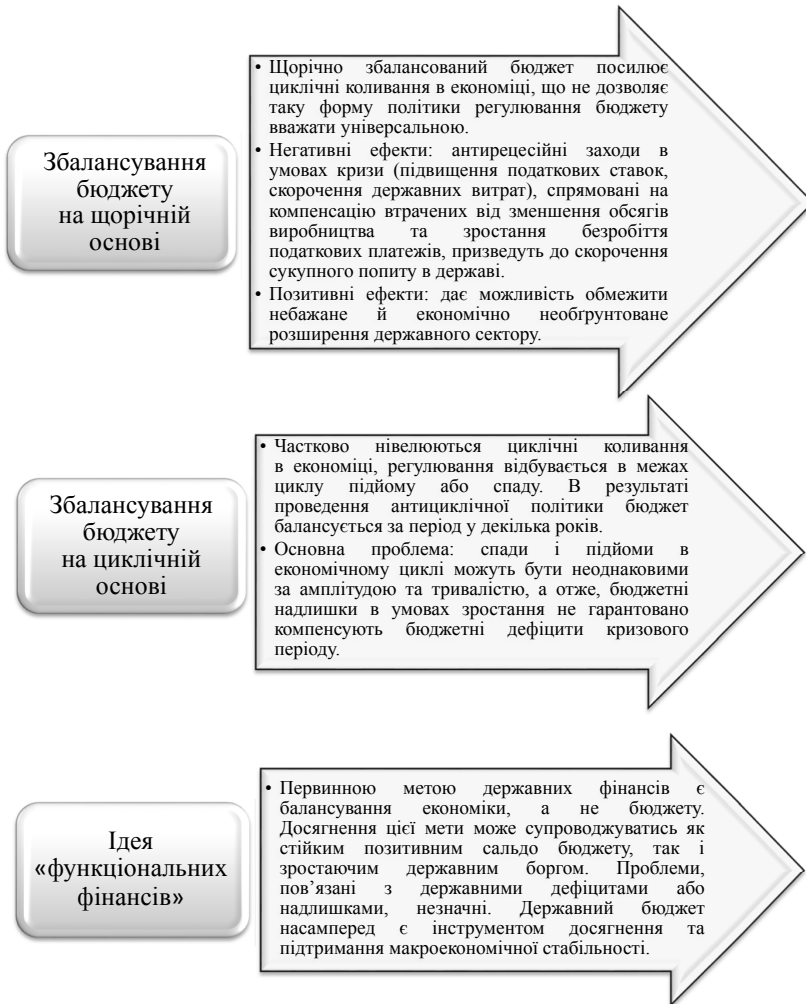 Збалансування
бюджету
на щорічній
основі
• Щорічно збалансований бюджет посилює
циклічні коливання в економіці, що не дозволяє
таку форму політики регулювання бюджету
вважати універсальною.
• Негативні ефекти: антирецесійні заходи в
умовах кризи (підвищення податкових ставок,
скорочення державних витрат), спрямовані на
компенсацію втрачених від зменшення обсягів
виробництва та зростання безробіття
податкових платежів, призведуть до скорочення
сукупного попиту в державі.
• Позитивні ефекти: дає можливість обмежити
небажане й економічно необґрунтоване
розширення державного сектору.
Збалансування
бюджету
на циклічній
основі
• Частково нівелюються циклічні коливання
в економіці, регулювання відбувається в межах
циклу підйому або спаду. В результаті
проведення антициклічної політики бюджет
балансується за період у декілька років.
• Основна проблема: спади і підйоми в
економічному циклі можуть бути неоднаковими
за амплітудою та тривалістю, а отже, бюджетні
надлишки в умовах зростання не гарантовано
компенсують бюджетні дефіцити кризового
періоду.
Ідея
«функціональних
фінансів»
• Первинною метою державних фінансів є
балансування економіки, а не бюджету.
Досягнення цієї мети може супроводжуватись як
стійким позитивним сальдо бюджету, так і
зростаючим державним боргом. Проблеми,
пов’язані з державними дефіцитами або
надлишками, незначні. Державний бюджет
насамперед є інструментом досягнення та
підтримання макроекономічної стабільності.